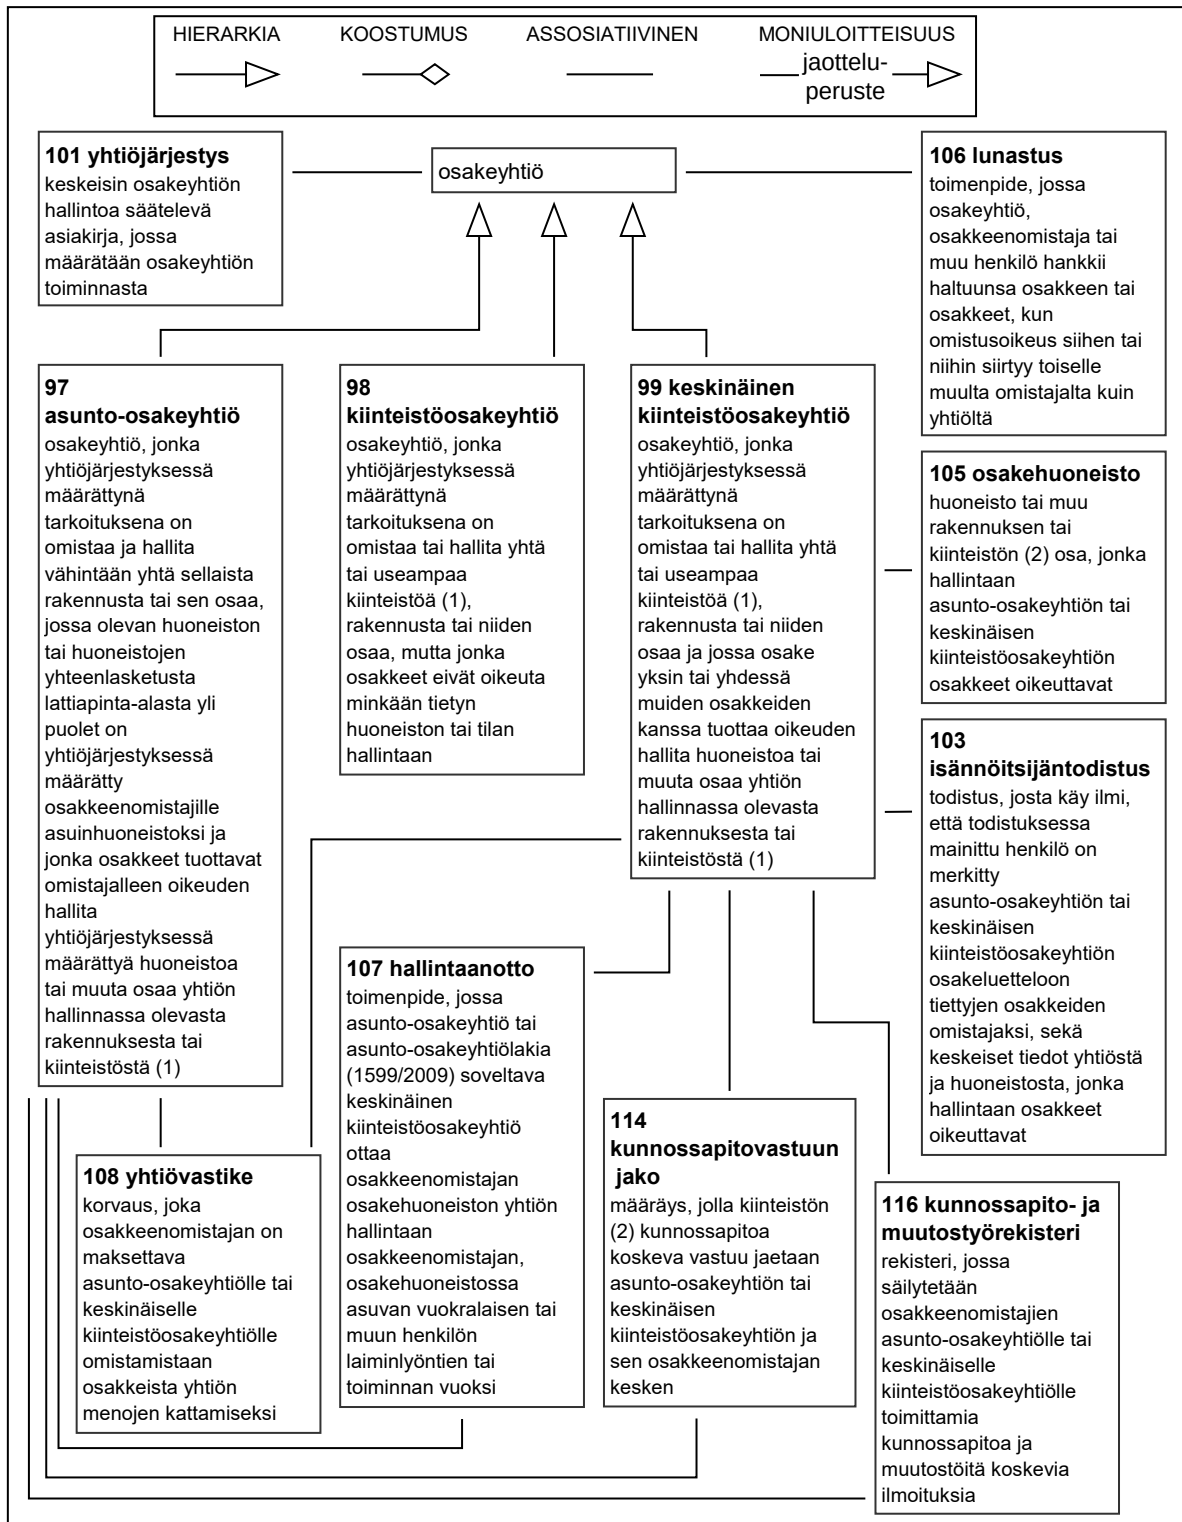 HIERARKIA
KOOSTUMUS
ASSOSIATIIVINEN
MONIULOITTEISUUS
jaottelu-
peruste
101 yhtiöjärjestys
keskeisin osakeyhtiön
hallintoa säätelevä
asiakirja, jossa
määrätään osakeyhtiön
toiminnasta
osakeyhtiö
106 lunastus
toimenpide, jossa
osakeyhtiö,
osakkeenomistaja tai
muu henkilö hankkii
haltuunsa osakkeen tai
osakkeet, kun
omistusoikeus siihen tai
niihin siirtyy toiselle
muulta omistajalta kuin
yhtiöltä
97
asunto-osakeyhtiö
osakeyhtiö, jonka
yhtiöjärjestyksessä
määrättynä
tarkoituksena on
omistaa ja hallita
vähintään yhtä sellaista
rakennusta tai sen osaa,
jossa olevan huoneiston
tai huoneistojen
yhteenlasketusta
lattiapinta-alasta yli
puolet on
yhtiöjärjestyksessä
määrätty
osakkeenomistajille
asuinhuoneistoksi ja
jonka osakkeet tuottavat
omistajalleen oikeuden
hallita
yhtiöjärjestyksessä
määrättyä huoneistoa
tai muuta osaa yhtiön
hallinnassa olevasta
rakennuksesta tai
kiinteistöstä (1)
98
kiinteistöosakeyhtiö
osakeyhtiö, jonka
yhtiöjärjestyksessä
määrättynä
tarkoituksena on
omistaa tai hallita yhtä
tai useampaa
kiinteistöä (1),
rakennusta tai niiden
osaa, mutta jonka
osakkeet eivät oikeuta
minkään tietyn
huoneiston tai tilan
hallintaan
99 keskinäinen
kiinteistöosakeyhtiö
osakeyhtiö, jonka
yhtiöjärjestyksessä
määrättynä
tarkoituksena on
omistaa tai hallita yhtä
tai useampaa
kiinteistöä (1),
rakennusta tai niiden
osaa ja jossa osake
yksin tai yhdessä
muiden osakkeiden
kanssa tuottaa oikeuden
hallita huoneistoa tai
muuta osaa yhtiön
hallinnassa olevasta
rakennuksesta tai
kiinteistöstä (1)
105 osakehuoneisto
huoneisto tai muu
rakennuksen tai
kiinteistön (2) osa, jonka
hallintaan
asunto-osakeyhtiön tai
keskinäisen
kiinteistöosakeyhtiön
osakkeet oikeuttavat
103
isännöitsijäntodistus
todistus, josta käy ilmi,
että todistuksessa
mainittu henkilö on
merkitty
asunto-osakeyhtiön tai
keskinäisen
kiinteistöosakeyhtiön
osakeluetteloon
tiettyjen osakkeiden
omistajaksi, sekä
keskeiset tiedot yhtiöstä
ja huoneistosta, jonka
hallintaan osakkeet
oikeuttavat
108 yhtiövastike
korvaus, joka
osakkeenomistajan on
maksettava
asunto-osakeyhtiölle tai
keskinäiselle
kiinteistöosakeyhtiölle
omistamistaan
osakkeista yhtiön
menojen kattamiseksi
107 hallintaanotto
toimenpide, jossa
asunto-osakeyhtiö tai
asunto-osakeyhtiölakia
(1599/2009) soveltava
keskinäinen
kiinteistöosakeyhtiö
ottaa
osakkeenomistajan
osakehuoneiston yhtiön
hallintaan
osakkeenomistajan,
osakehuoneistossa
asuvan vuokralaisen tai
muun henkilön
laiminlyöntien tai
toiminnan vuoksi
114
kunnossapitovastuun
jako
määräys, jolla kiinteistön
(2) kunnossapitoa
koskeva vastuu jaetaan
asunto-osakeyhtiön tai
keskinäisen
kiinteistöosakeyhtiön ja
sen osakkeenomistajan
kesken
116 kunnossapito- ja
muutostyörekisteri
rekisteri, jossa
säilytetään
osakkeenomistajien
asunto-osakeyhtiölle tai
keskinäiselle
kiinteistöosakeyhtiölle
toimittamia
kunnossapitoa ja
muutostöitä koskevia
ilmoituksia